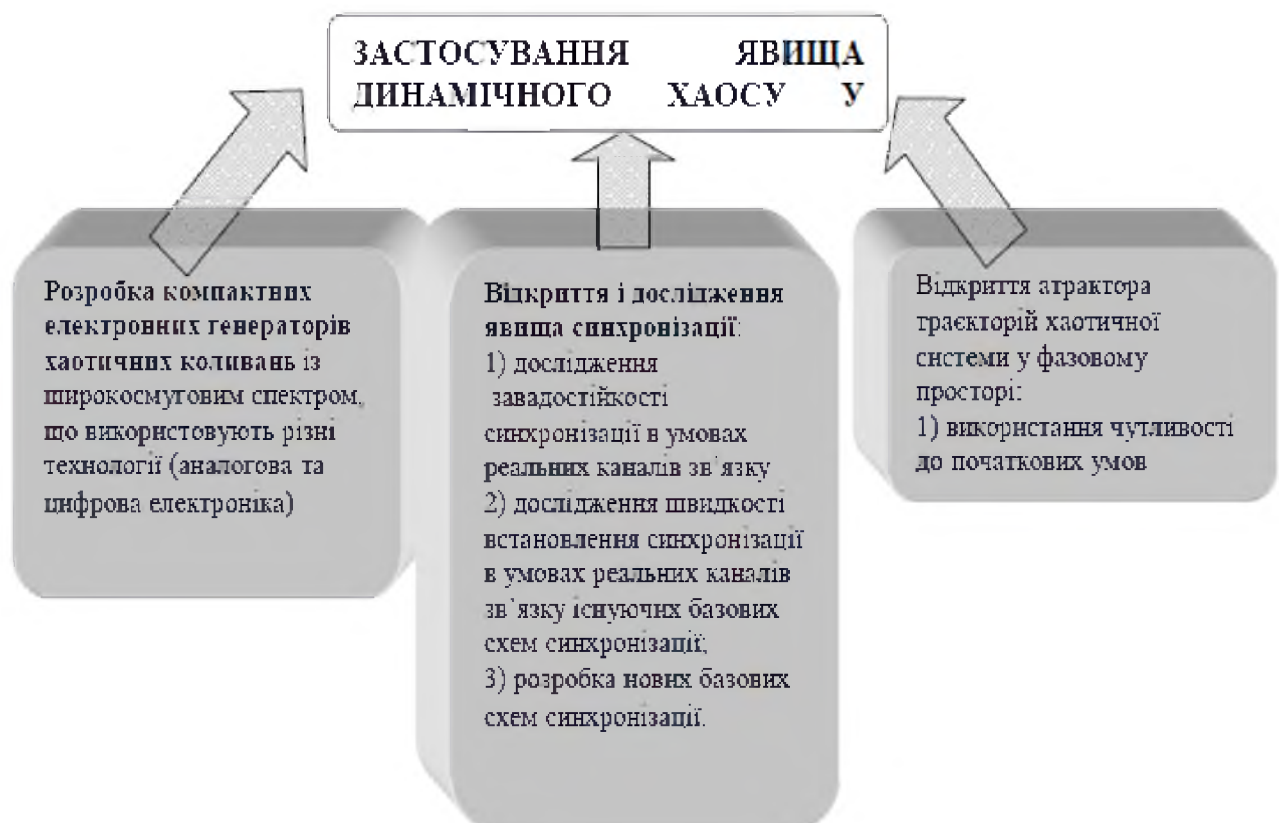 ЗАСТОСУВАННЯ ЯВИЩА
ДИНАМІЧНОГО ХАОСУ У
Розробка компактних
електронних генераторів
хаотичних коливань із
широкосмуговим спектром,
що використовують різні
технології (аналогова та
цифрова електроніка)
Відкриття і дослідження
явища синхронізації:
1) дослідження
завадостійкості
синхронізації в умовах
реальних каналів зв`язку
2) дослідження швидкості
встановлення синхронізації
в умовах реальних каналів
зв`язку існуючих базових
схем синхронізації;
3) розробка нових базових
схем синхронізації.
Відкриття атрактора
траєкторій хаотичної
системи у фазовому
просторі:
1) використання чутливості
до початкових умов